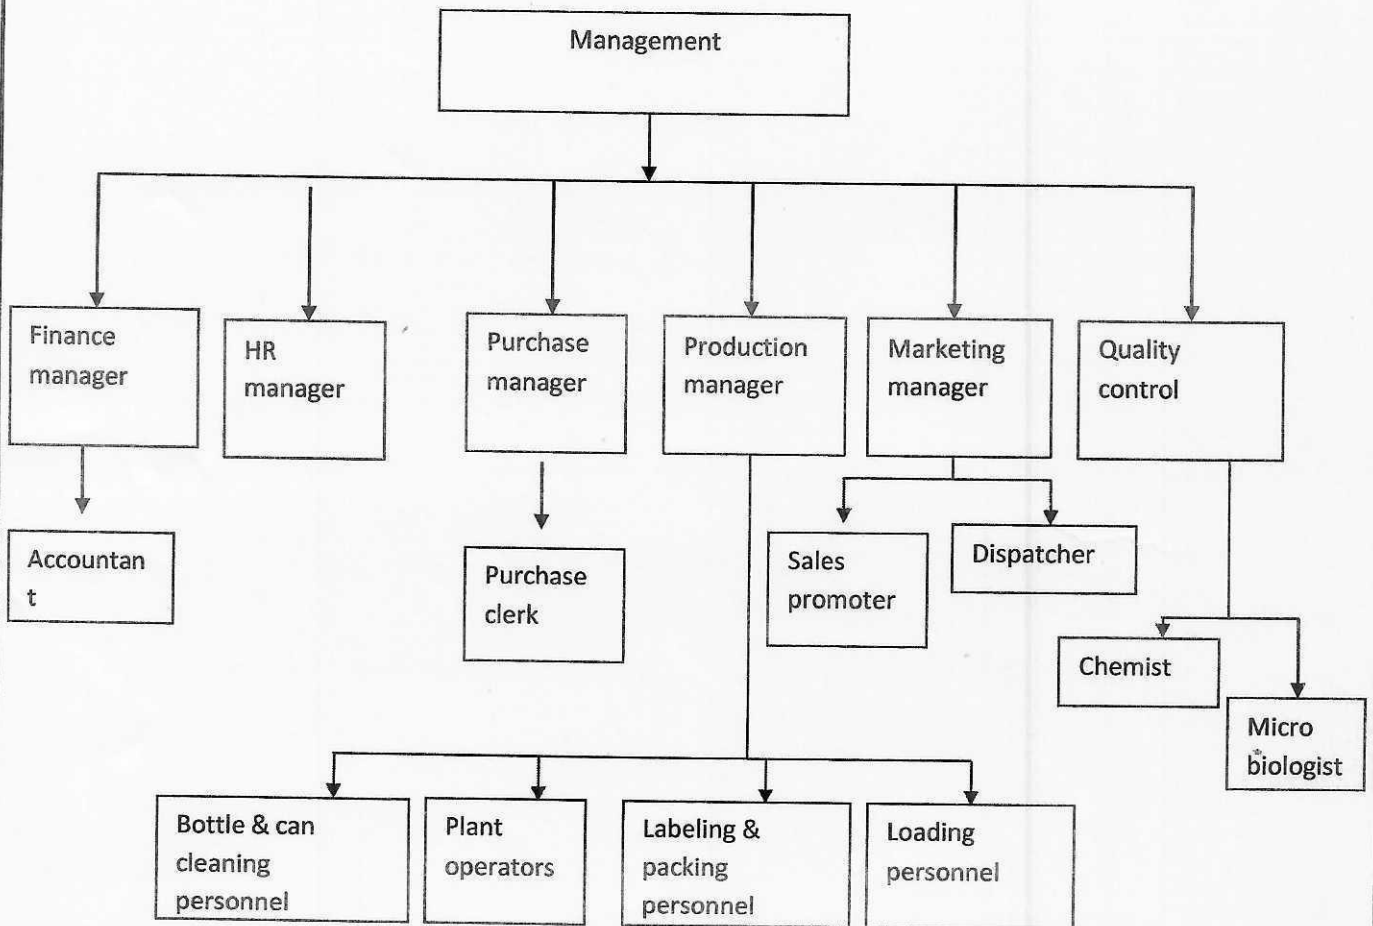 Management
Finance
manager
HR
manager
Purchase
manager
Production
manager
Marketing
manager
Quality
control
Accountan
t
Purchase
clerk
Sales
promoter
Dispatcher
Chemist
Micro
biologist
Bottle & can
cleaning
personnel
Plant
operators
Labeling &
packing
personnel
Loading
personnel